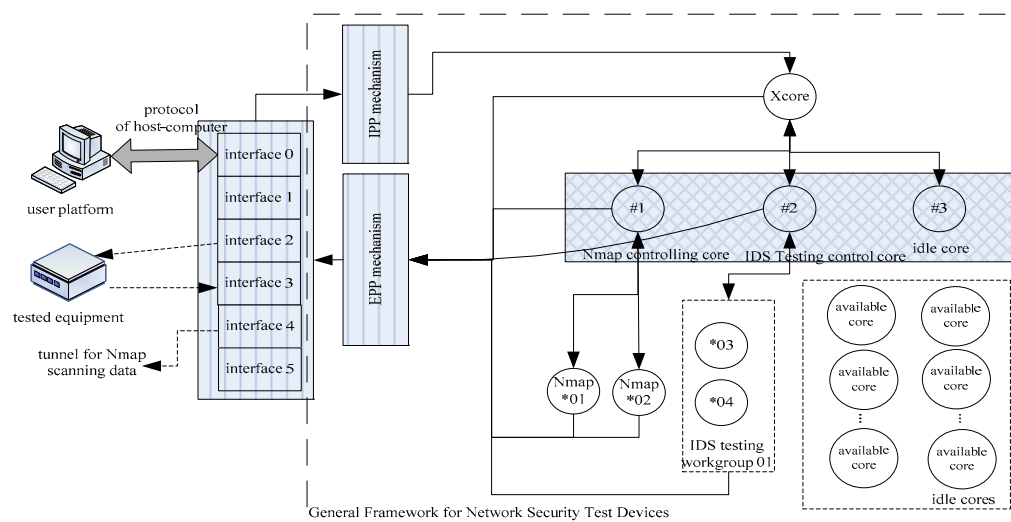 protocol
of host-computer
user platform
tested equipment
tunnel for Nmap
scanning data
interface 0
interface 1
interface 2
interface 3
interface 4
interface 5
IPP mechanism
EPP mechanism
Xcore
#1
#2
#3
Nmap controlling core
IDS Testing control core
idle core
Nmap
*01
Nmap
*02
*03
*04
IDS testing
workgroup 01
available
core
available
core
available
core
available
core
available
core
available
core
idle cores
General Framework for Network Security Test Devices